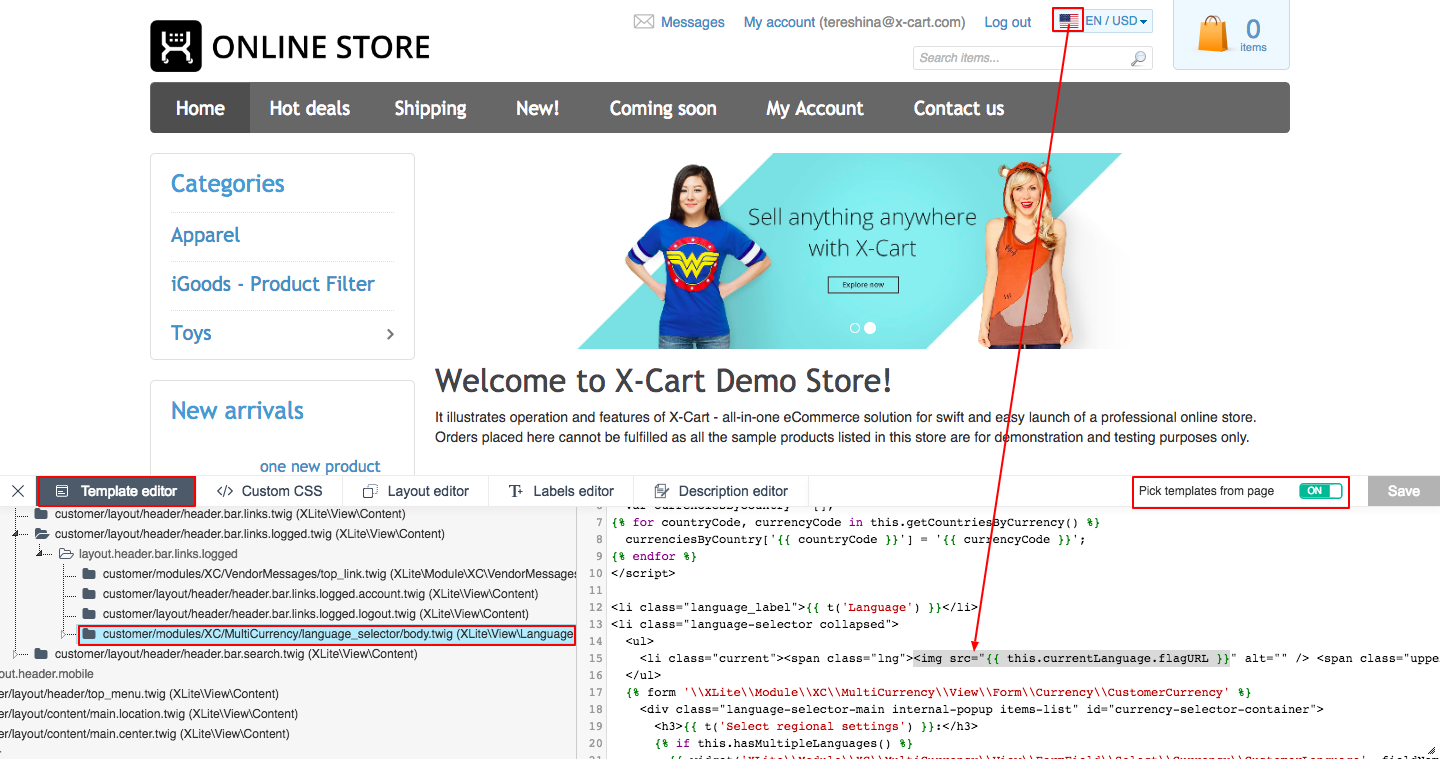 Messages My account (tereshina@x-cart.com) Log out EN / USD
0
items
ONLINE STORE
Search items...
Home Hot deals Shipping New! Coming soon My Account Contact us
Categories
Apparel
iGoods - Product Filter
Toys
New arrivals
one new product
Sell anything anywhere
with X-Cart
Explore now
Welcome to X-Cart Demo Store!
It illustrates operation and features of X-Cart - all-in-one eCommerce solution for swift and easy launch of a professional online store.
Orders placed here cannot be fulfilled as all the sample products listed in this store are for demonstration and testing purposes only.
Template editor </> Custom CSS Layout editor Labels editor Description editor Pick templates from page ON Save
customer/layout/header/header.bar.links.twig (XLite\View\Content)
customer/layout/header/header.bar.links.logged.twig (XLite\View\Content)
layout.header.bar.links.logged
customer/modules/XC/VendorMessages/top_link.twig (XLite\Module\XC\VendorMessages
customer/layout/header/header.bar.links.logged.account.twig (XLite\View\Content)
customer/layout/header/header.bar.links.logged.logout.twig (XLite\View\Content)
customer/modules/XC/MultiCurrency/language_selector/body.twig (XLite\View\Language
customer/layout/header/header.bar.search.twig (XLite\View\Content)
out.header.mobile
er/layout/header/top_menu.twig (XLite\View\Content)
er/layout/content/main.location.twig (XLite\View\Content)
er/layout/content/main.center.twig (XLite\View\Content)
7 {% for countryCode, currencyCode in this.getCountriesByCurrency() %}
8 currenciesByCountry['{{ countryCode }}'] = '{{ currencyCode }}';
9 {% endfor %}
10 </script>
11
12 <li class="language_label">{{ t('Language') }}</li>
13 <li class="language-selector collapsed">
14 <ul>
15 <li class="current"><span class="lng"><img src="{{ this.currentLanguage.flagURL }}" alt="" /> <span class="uppe
16 </ul>
17 {% form '\\XLite\\Module\\XC\\MultiCurrency\\View\\Form\\Currency\\CustomerCurrency' %}
18 <div class="language-selector-main internal-popup items-list" id="currency-selector-container">
19 <h3>{{ t('Select regional settings') }}:</h3>
20 {% if this.hasMultipleLanguages() %}